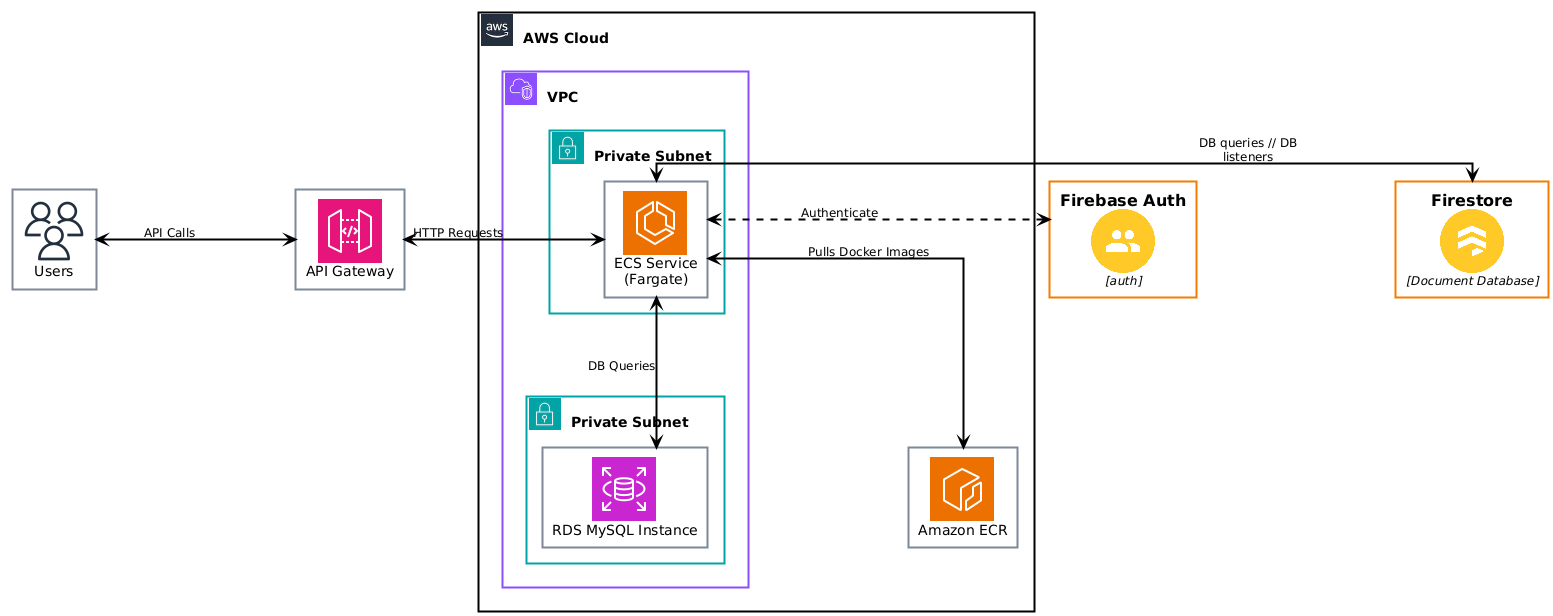 aws
AWS Cloud
VPC
Private Subnet
DB queries // DB
listeners
API Calls
Users
API Gateway
HTTP Requests
ECS Service
(Fargate)
Authenticate
Pulls Docker Images
Firebase Auth
[auth]
Firestore
[Document Database]
DB Queries
Private Subnet
RDS MySQL Instance
Amazon ECR